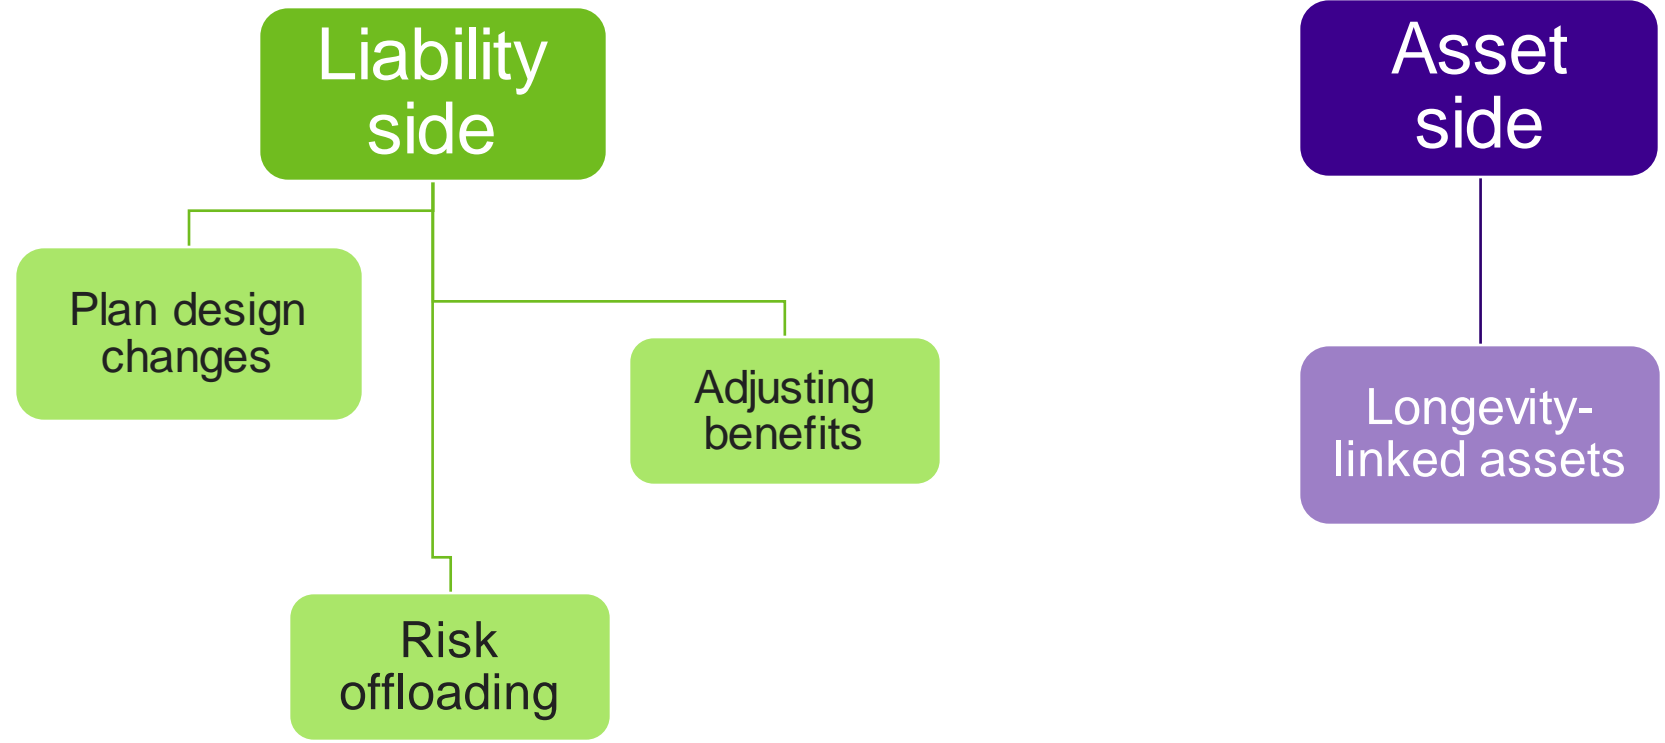 Liability
side
Asset
side
Plan design
changes
Adjusting
benefits
Longevity-
linked assets
Risk
offloading